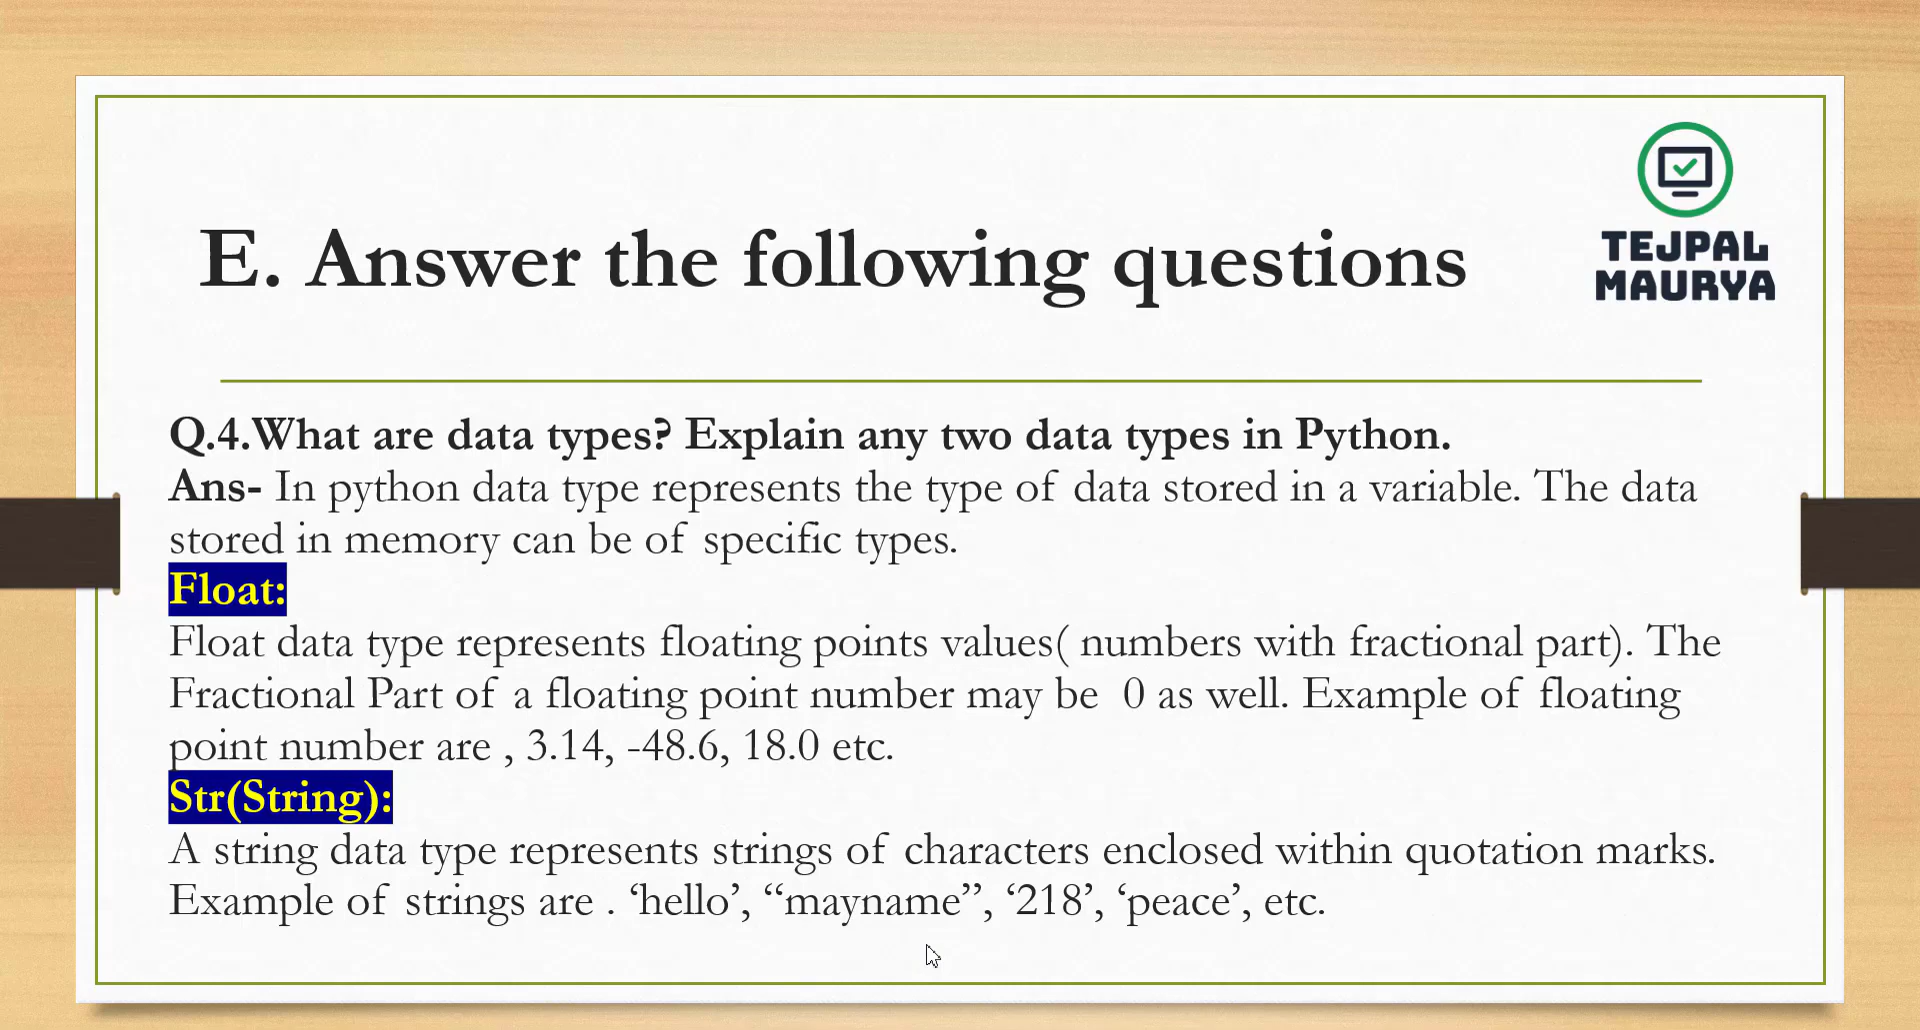 E. Answer the following questions
TEJPAL
MAURYA
Q.4.What are data types? Explain any two data types in Python.
Ans- In python data type represents the type of data stored in a variable. The data
stored in memory can be of specific types.
Float:
Float data type represents floating points values( numbers with fractional part). The
Fractional Part of a floating point number may be 0 as well. Example of floating
point number are , 3.14, -48.6, 18.0 etc.
Str(String):
A string data type represents strings of characters enclosed within quotation marks.
Example of strings are . ‘hello’, “mayname”, ‘218’, ‘peace’, etc.